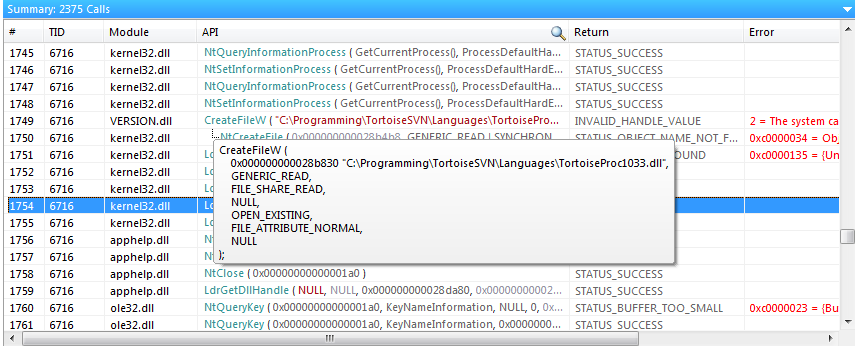 Summary: 2375 Calls
# TID Module API Return Error
1745 6716 kernel32.dll NtQueryInformationProcess ( GetCurrentProcess(), ProcessDefaultHa... STATUS_SUCCESS
1746 6716 kernel32.dll NtSetInformationProcess ( GetCurrentProcess(), ProcessDefaultHardE... STATUS_SUCCESS
1747 6716 kernel32.dll NtQueryInformationProcess ( GetCurrentProcess(), ProcessDefaultHa... STATUS_SUCCESS
1748 6716 kernel32.dll NtSetInformationProcess ( GetCurrentProcess(), ProcessDefaultHardE... STATUS_SUCCESS
1749 6716 VERSION.dll CreateFileW ( "C:\Programming\TortoiseSVN\Languages\TortoisePro... INVALID_HANDLE_VALUE 2 = The system ca
1750 6716 kernel32.dll NtCreateFile ( 0x000000000028b4b8, GENERIC_READ | SYNCHRON... STATUS_OBJECT_NAME_NOT_F... 0xc0000034 = Obj
1751 6716 kernel32.dll Ld OUND 0xc0000135 = {Un
1752 6716 kernel32.dll Ld
1753 6716 kernel32.dll Ld
1754 6716 kernel32.dll Ld
1755 6716 kernel32.dll Ld
1756 6716 apphelp.dll Nt
1757 6716 apphelp.dll Nt
CreateFileW (
0x000000000028b830 "C:\Programming\TortoiseSVN\Languages\TortoiseProc1033.dll",
GENERIC_READ,
FILE_SHARE_READ,
NULL,
OPEN_EXISTING,
FILE_ATTRIBUTE_NORMAL,
NULL
);
1758 6716 apphelp.dll NtClose ( 0x00000000000001a0 ) STATUS_SUCCESS
1759 6716 apphelp.dll LdrGetDllHandle ( NULL, NULL, 0x000000000028da80, 0x0000000002... STATUS_SUCCESS
1760 6716 ole32.dll NtQueryKey ( 0x00000000000001a0, KeyNameInformation, NULL, 0, 0x... STATUS_BUFFER_TOO_SMALL 0xc0000023 = {Bu
1761 6716 ole32.dll NtQueryKey ( 0x00000000000001a0, KeyNameInformation, 0x0000000... STATUS_SUCCESS